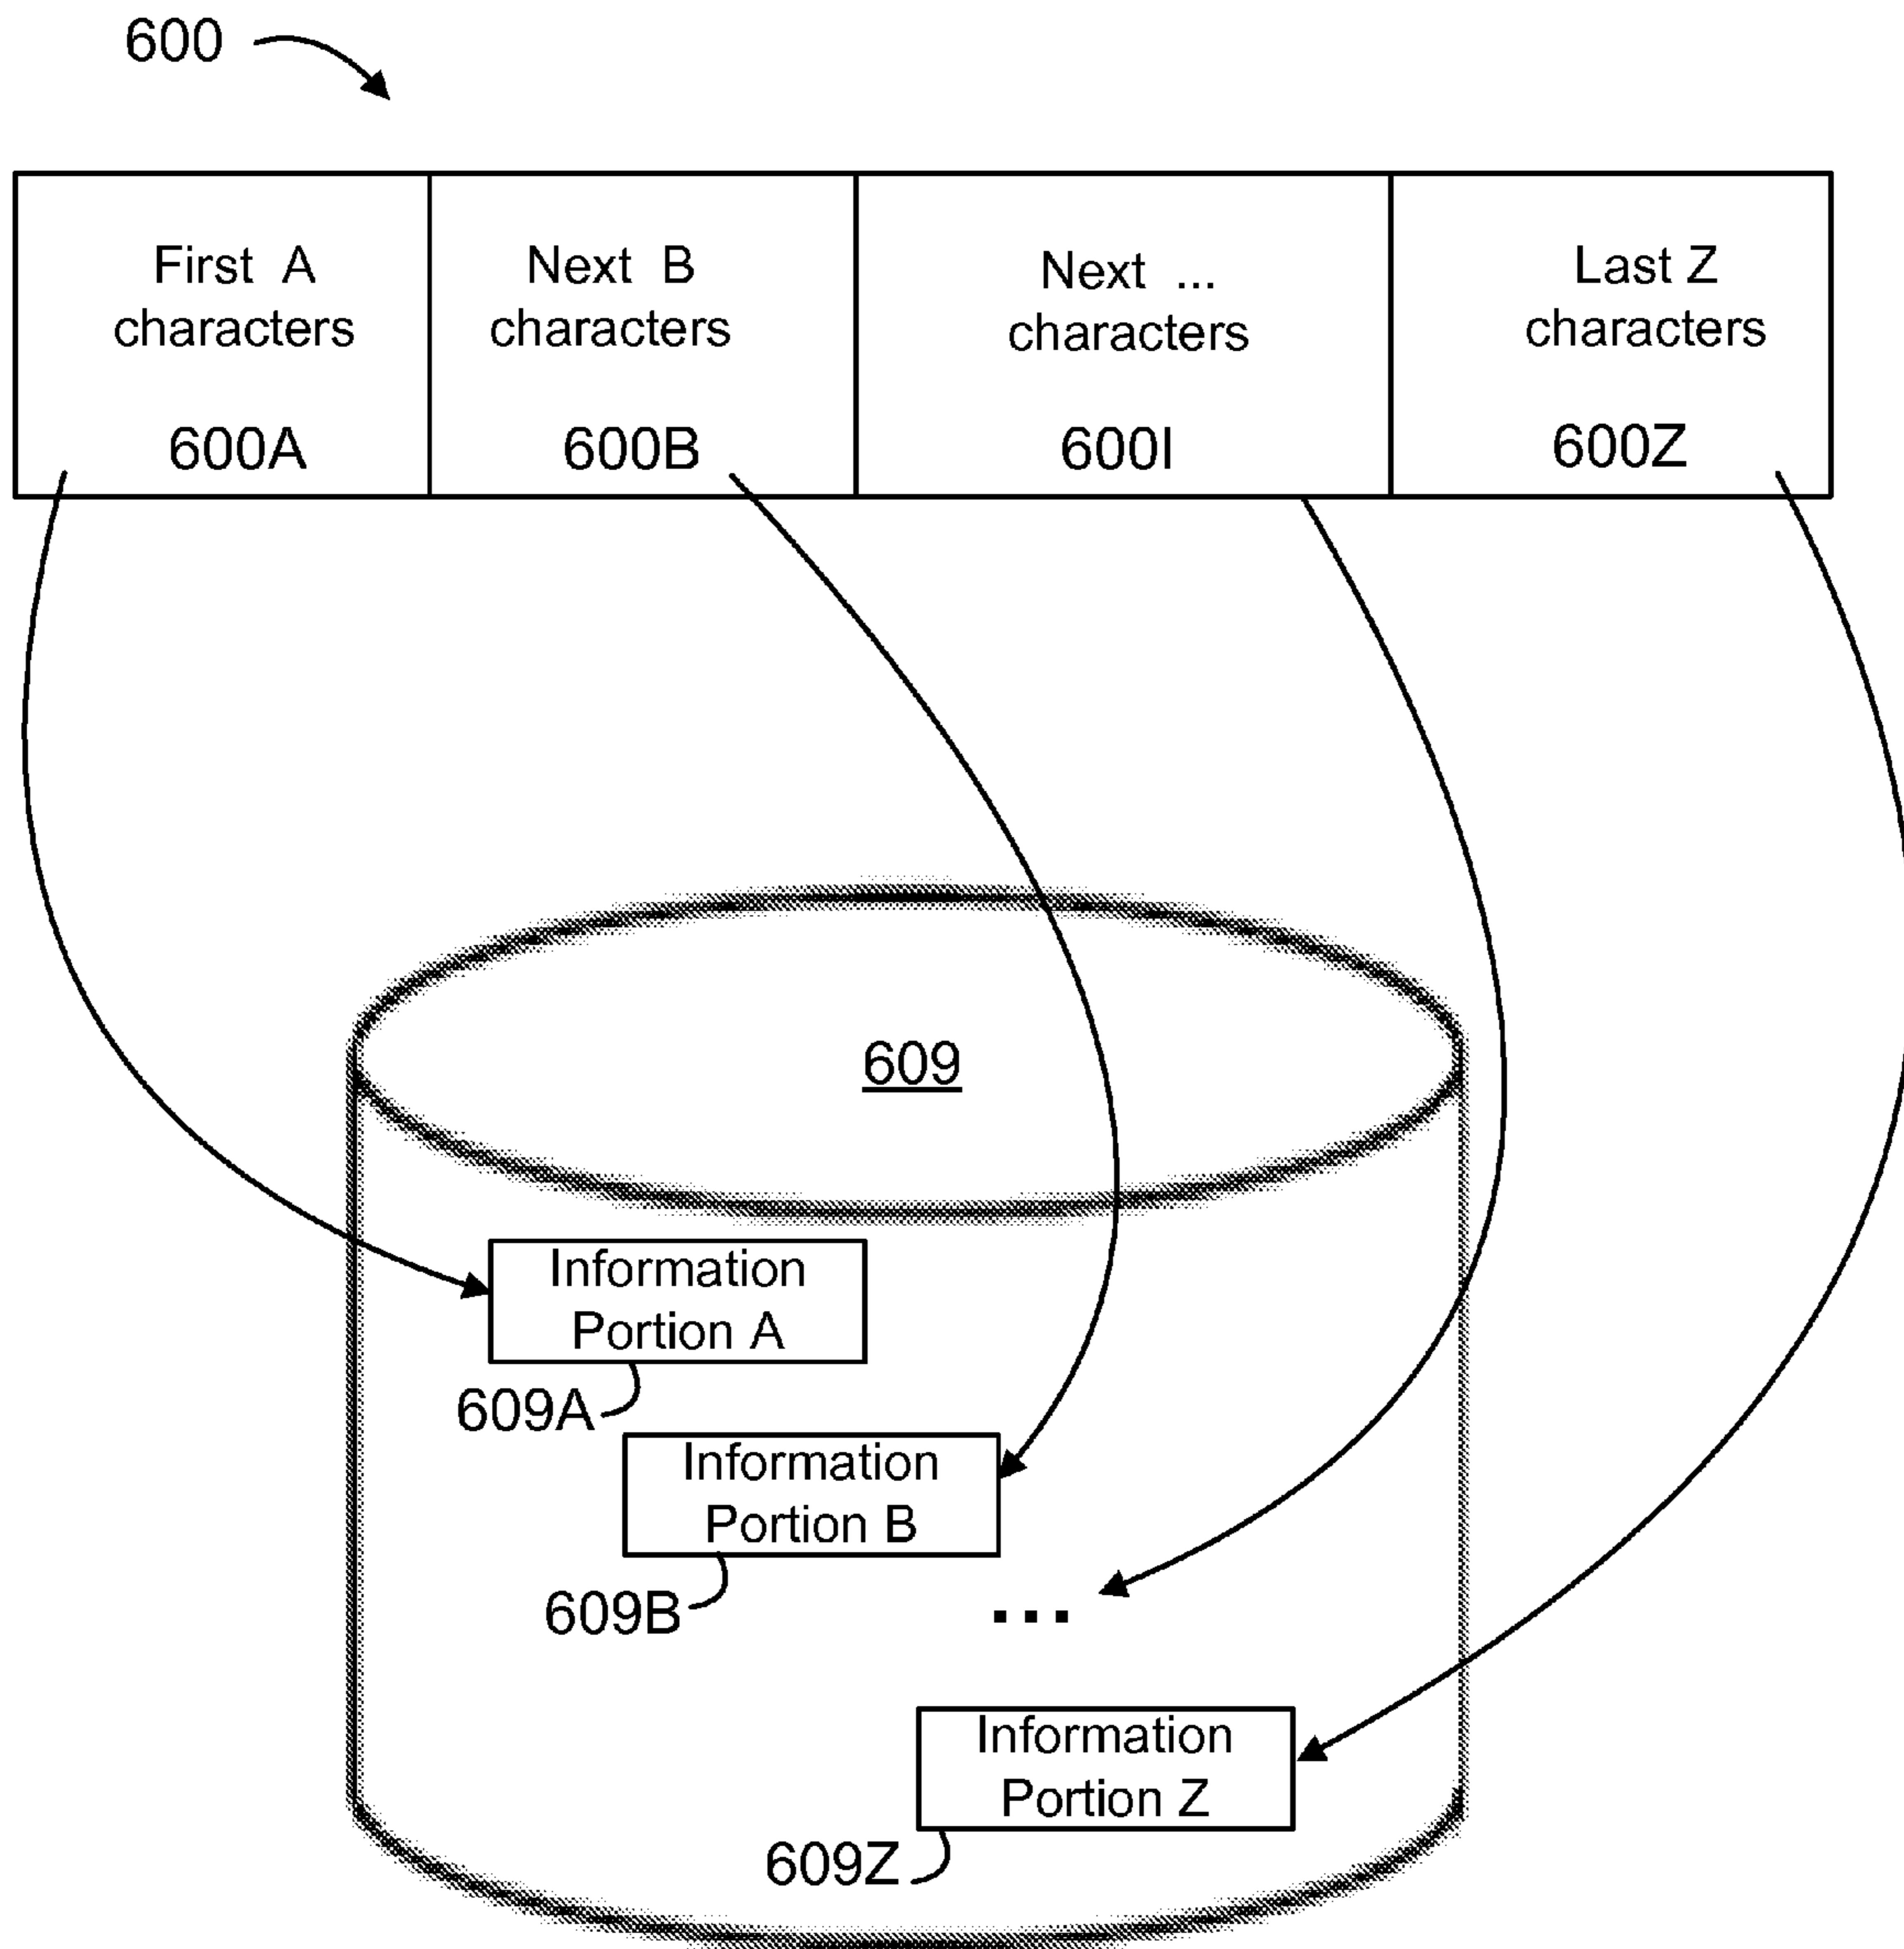 600
First A
characters
600A
Next B
characters
600B
Next ...
characters
600I
Last Z
characters
600Z
609
Information
Portion A
609A
Information
Portion B
609B
...
Information
Portion Z
609Z